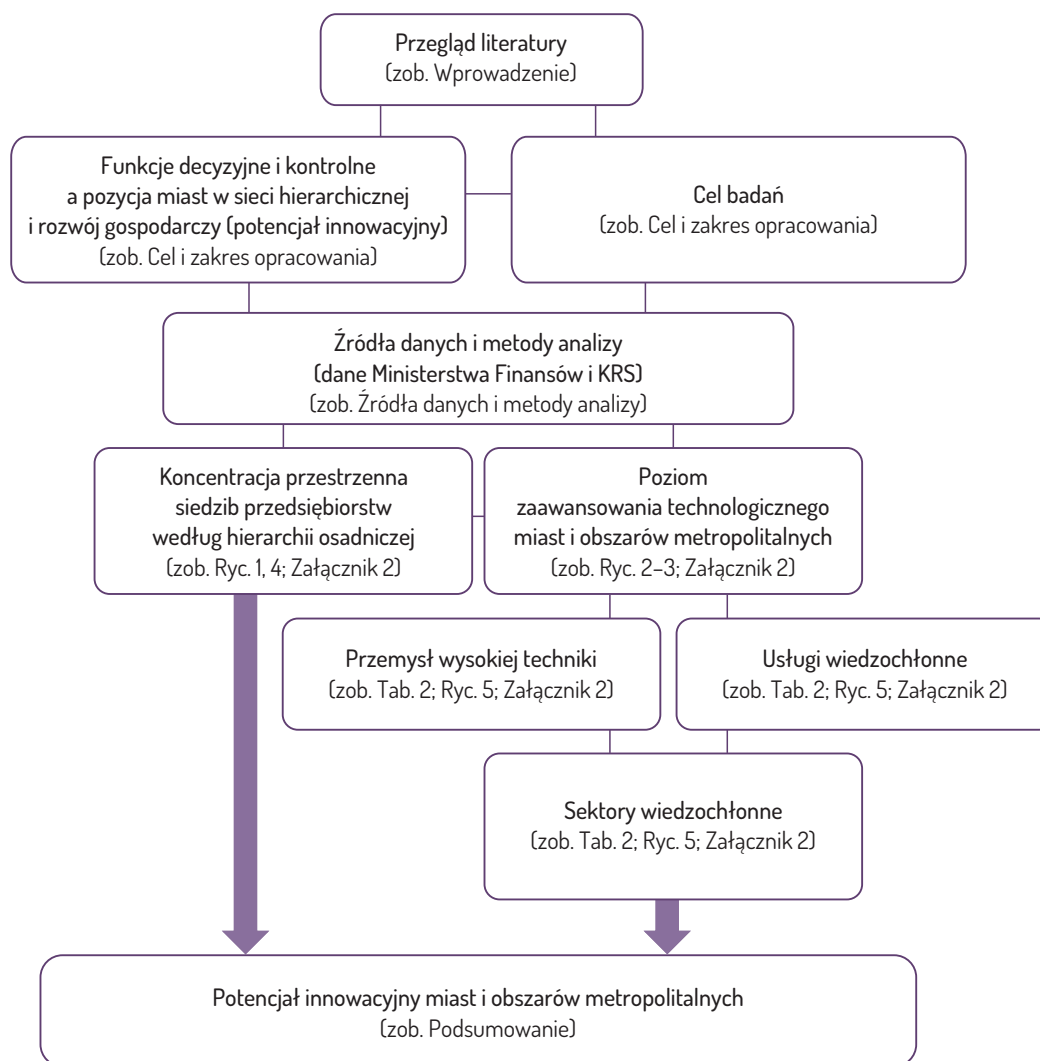 Przegląd literatury
(zob. Wprowadzenie)
Funkcje decyzyjne i kontrolne
a pozycja miast w sieci hierarchicznej
i rozwój gospodarczy (potencjał innowacyjny)
(zob. Cel i zakres opracowania)
Cel badań
(zob. Cel i zakres opracowania)
Źródła danych i metody analizy
(dane Ministerstwa Finansów i KRS)
(zob. Źródła danych i metody analizy)
Koncentracja przestrzenna
siedzib przedsiębiorstw
według hierarchii osadniczej
(zob. Ryc. 1, 4; Załącznik 2)
Poziom
zaawansowania technologicznego
miast i obszarów metropolitalnych
(zob. Ryc. 2–3; Załącznik 2)
Przemysł wysokiej techniki
(zob. Tab. 2; Ryc. 5; Załącznik 2)
Usługi wiedzochłonne
(zob. Tab. 2; Ryc. 5; Załącznik 2)
Sektory wiedzochłonne
(zob. Tab. 2; Ryc. 5; Załącznik 2)
Potencjał innowacyjny miast i obszarów metropolitalnych
(zob. Podsumowanie)